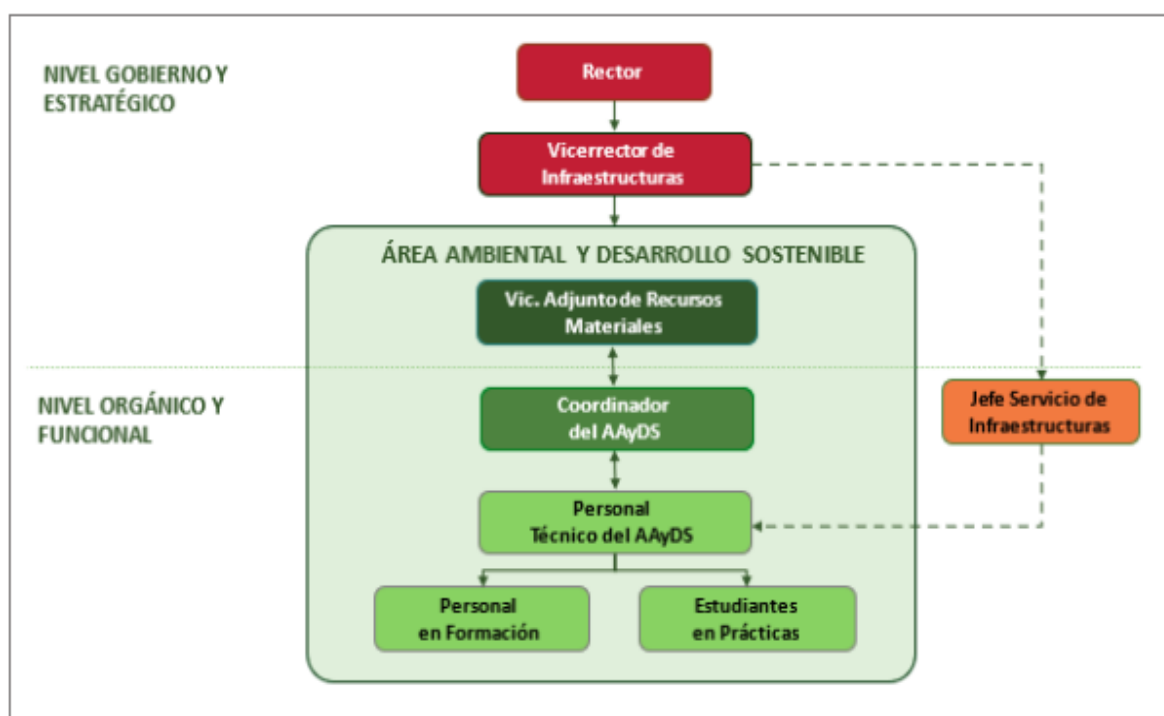 NIVEL GOBIERNO Y
ESTRATÉGICO
Rector
Vicerrector de
Infraestructuras
ÁREA AMBIENTAL Y DESARROLLO SOSTENIBLE
Vic. Adjunto de Recursos
Materiales
NIVEL ORGÁNICO Y
FUNCIONAL
Coordinador
del AAyDS
Jefe Servicio de
Infraestructuras
Personal
Técnico del AAyDS
Personal
en Formación
Estudiantes
en Prácticas